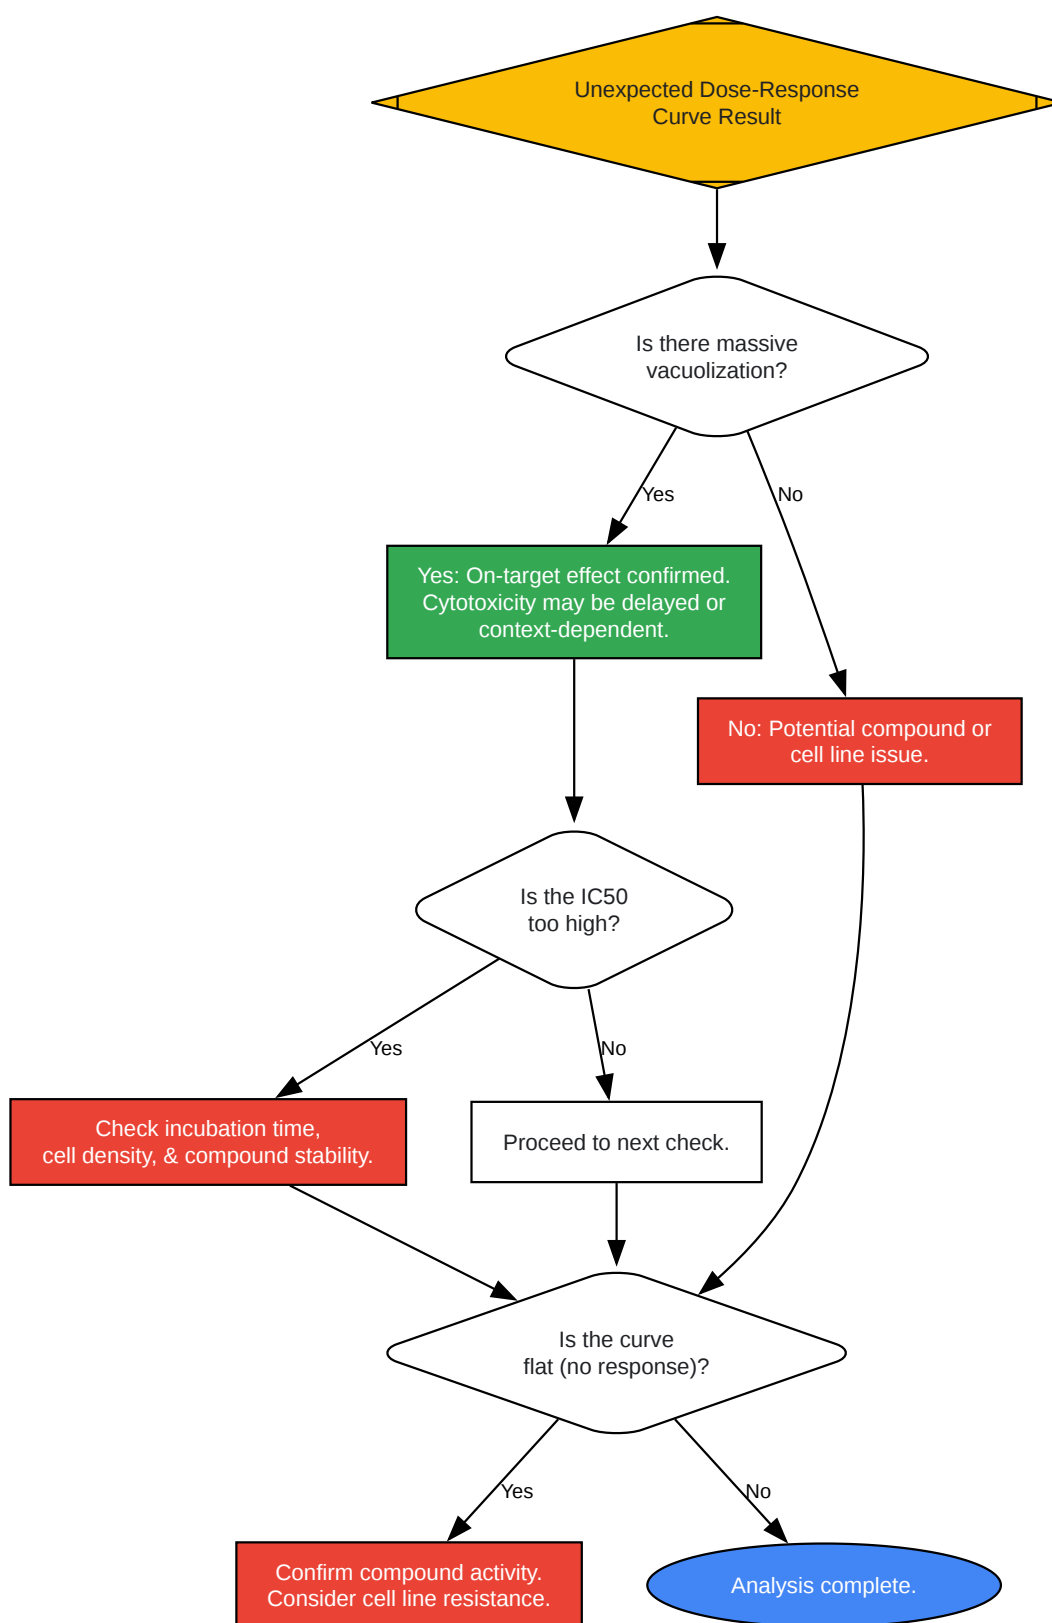 Unexpected Dose-Response
Curve Result
Is there massive
vacuolization?
Yes
No
Yes: On-target effect confirmed.
Cytotoxicity may be delayed or
context-dependent.
No: Potential compound or
cell line issue.
Is the IC50
too high?
Yes
No
Check incubation time,
cell density, & compound stability.
Proceed to next check.
Is the curve
flat (no response)?
Yes
No
Confirm compound activity.
Consider cell line resistance.
Analysis complete.